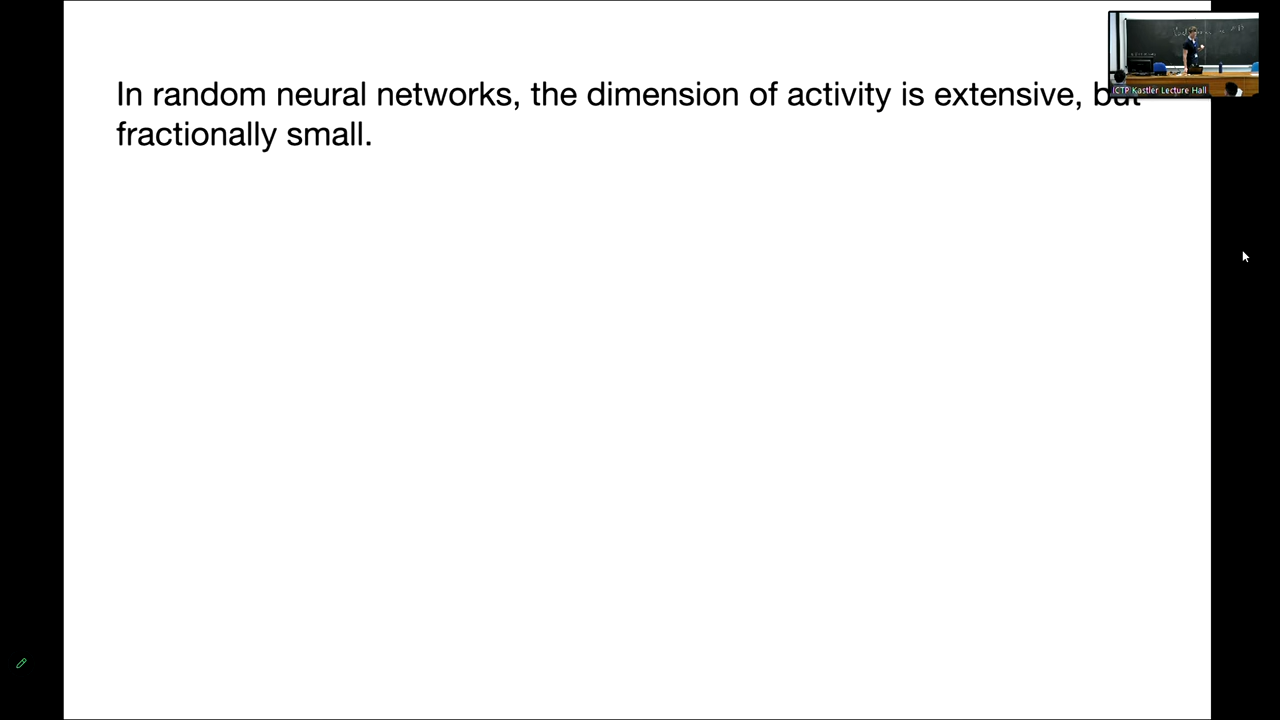 In random neural networks, the dimension of activity is extensive, but
fractionally small.
ICTP Kastler Lecture Hall